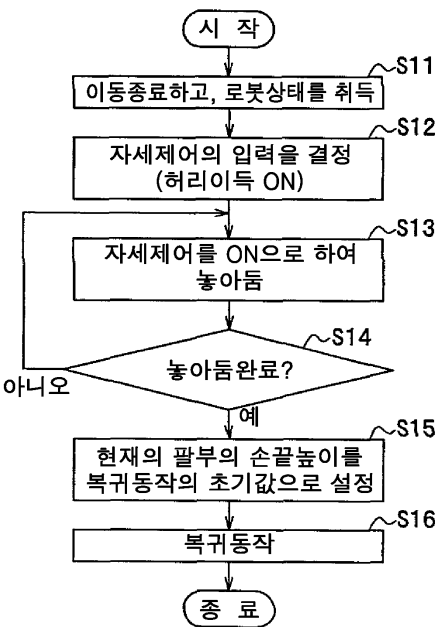 시 작
S11
이동종료하고, 로봇상태를 취득
S12
자세제어의 입력을 결정
(허리이득 ON)
S13
자세제어를 ON으로 하여
놓아둠
S14
놓아둠완료?
아니오
예
S15
현재의 팔부의 손끝높이를
복귀동작의 초기값으로 설정
S16
복귀동작
종 료